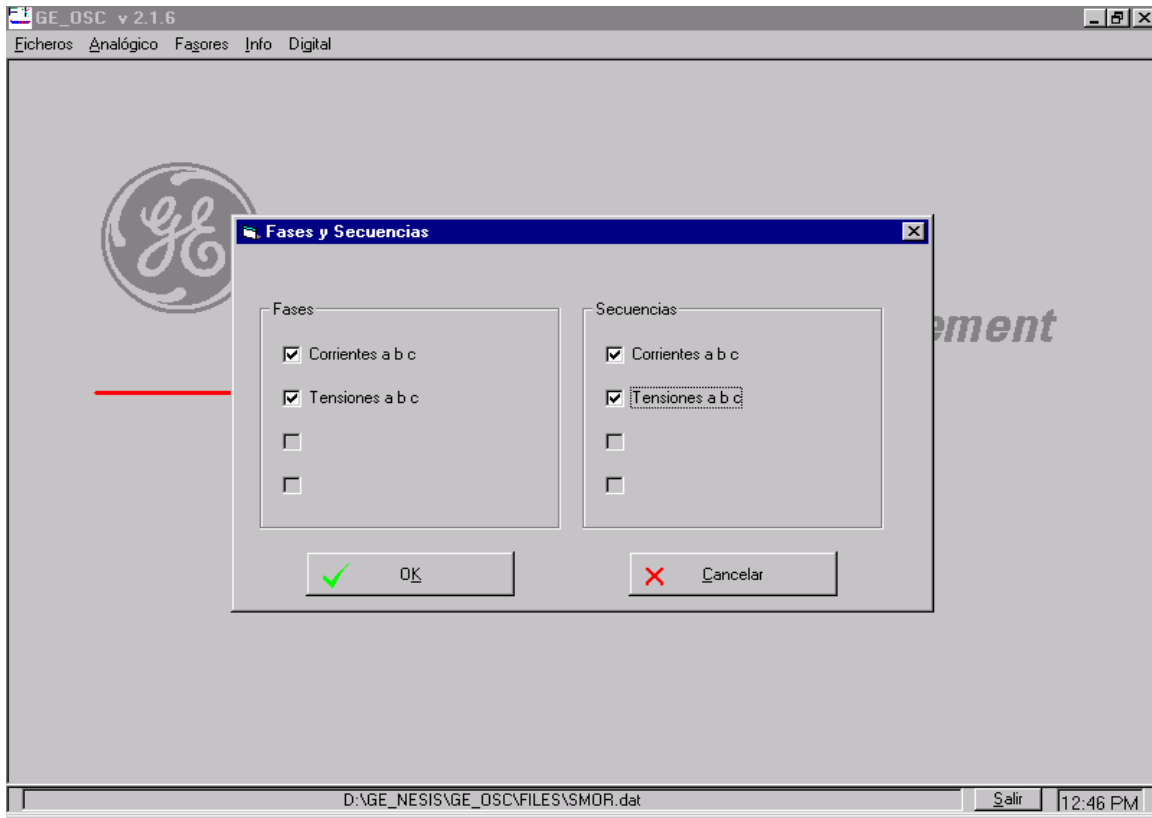 GE_OSC v 2.1.6
Ficheros Analógico Fasores Info Digital
GE
Fases y Secuencias
Fases
Secuencias
ement
Corrientes a b c
Corrientes a b c
Tensiones a b c
Tensiones a b c
OK
Cancelar
D:\GE_NESIS\GE_OSC\FILES\SMOR.dat
Salir
12:46 PM